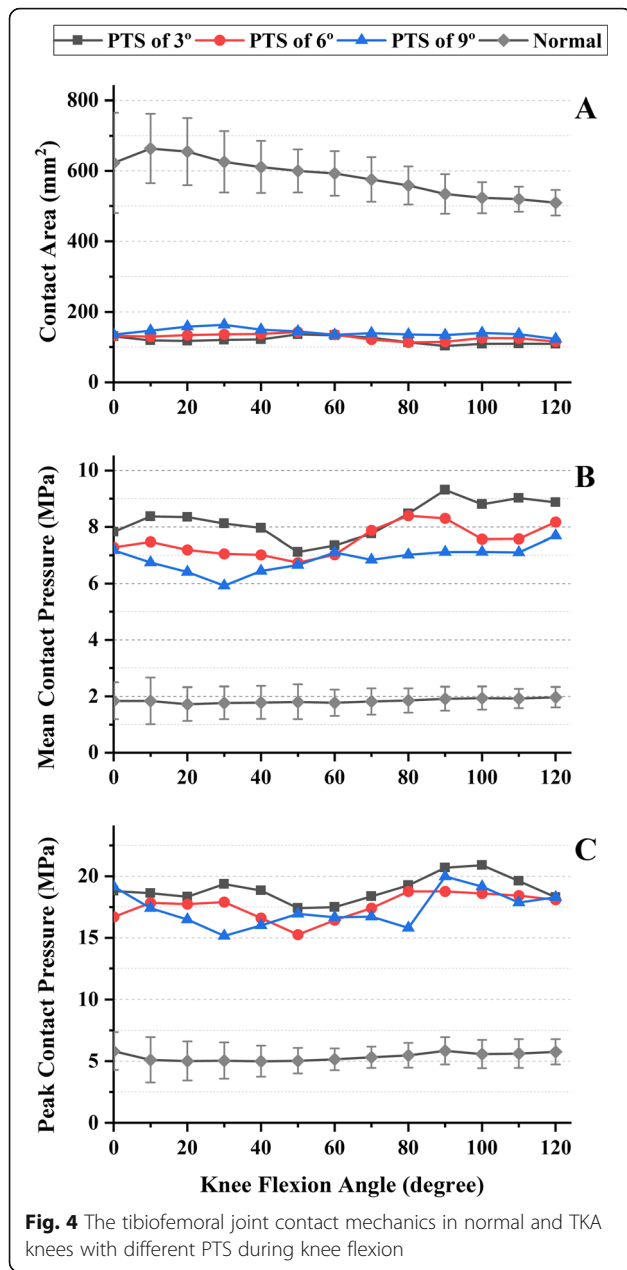 PTS of 3º PTS of 6º PTS of 9º Normal
A
800
600
400
200
0
Contact Area (mm²)
0 20 40 60 80 100 120
B
10
8
6
4
2
0
Mean Contact Pressure (MPa)
0 20 40 60 80 100 120
C
20
15
10
5
0
Peak Contact Pressure (MPa)
0 20 40 60 80 100 120
Knee Flexion Angle (degree)
Fig. 4 The tibiofemoral joint contact mechanics in normal and TKA
knees with different PTS during knee flexion